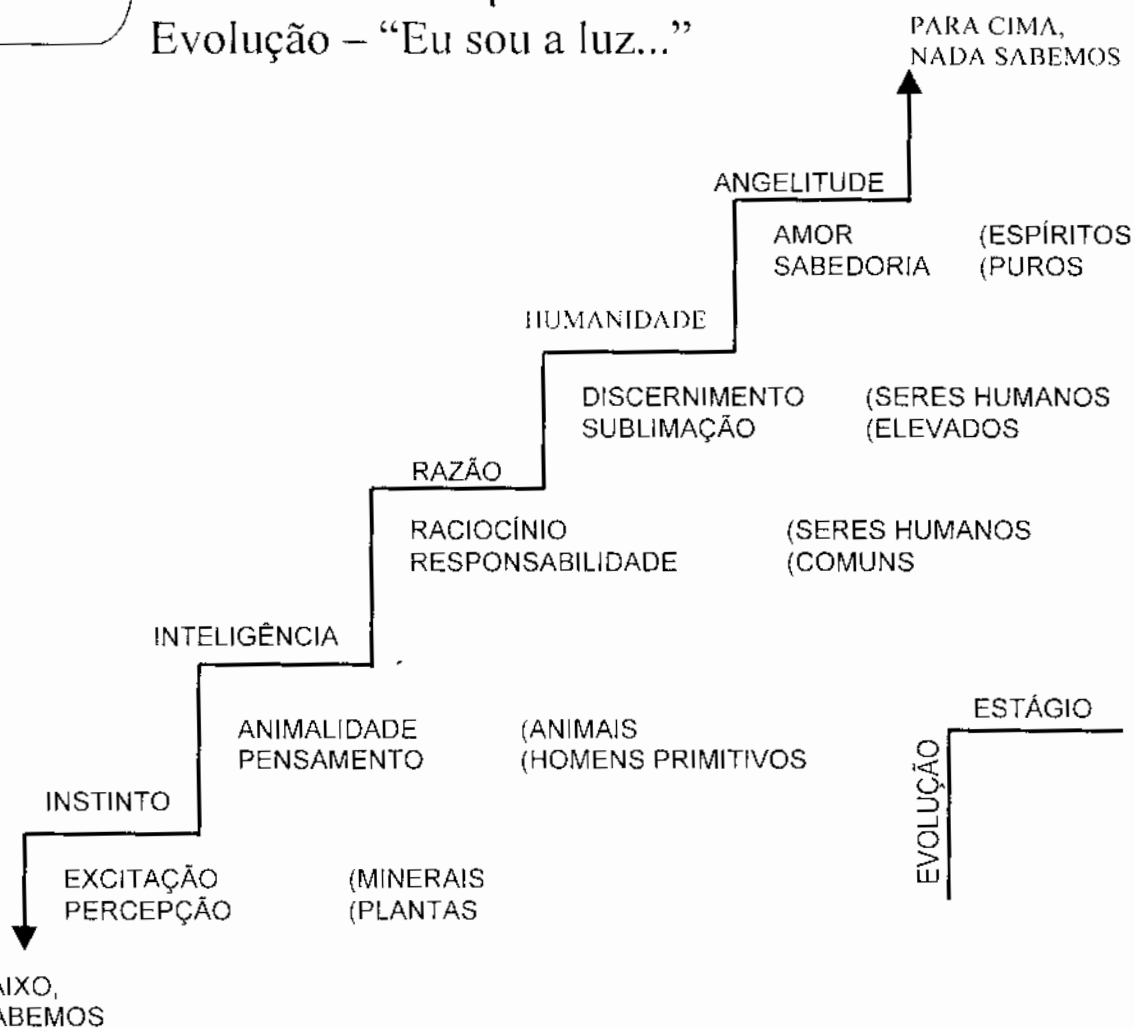 Evolução – “Eu sou a luz...”
PARA CIMA,
NADA SABEMOS
ANGELITUDE
AMOR (ESPÍRITOS
SABEDORIA (PUROS
HUMANIDADE
DISCERNIMENTO (SERES HUMANOS
SUBLIMAÇÃO (ELEVADOS
RAZÃO
RACIOCÍNIO (SERES HUMANOS
RESPONSABILIDADE (COMUNS
INTELIGÊNCIA
ANIMALIDADE (ANIMAIS
PENSAMENTO (HOMENS PRIMITIVOS
ESTÁGIO
EVOLUÇÃO
INSTINTO
EXCITAÇÃO (MINERAIS
PERCEPÇÃO (PLANTAS
AIXO,
ABEMOS